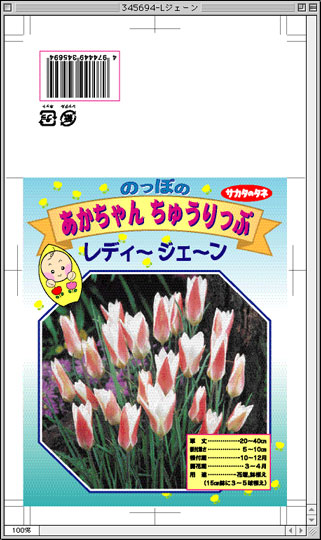 345694-Lジェーン
4 974449 345694
のっぽの
サカタのタネ
あかちゃん ちゅうりっぷ
レディー ジェーン
草　丈 20～40cm
植付深さ 5～10cm
植付期 10～12月
開花期 3～4月
用　途 花壇、鉢植え
（15cm鉢に3～5球植え）
100%